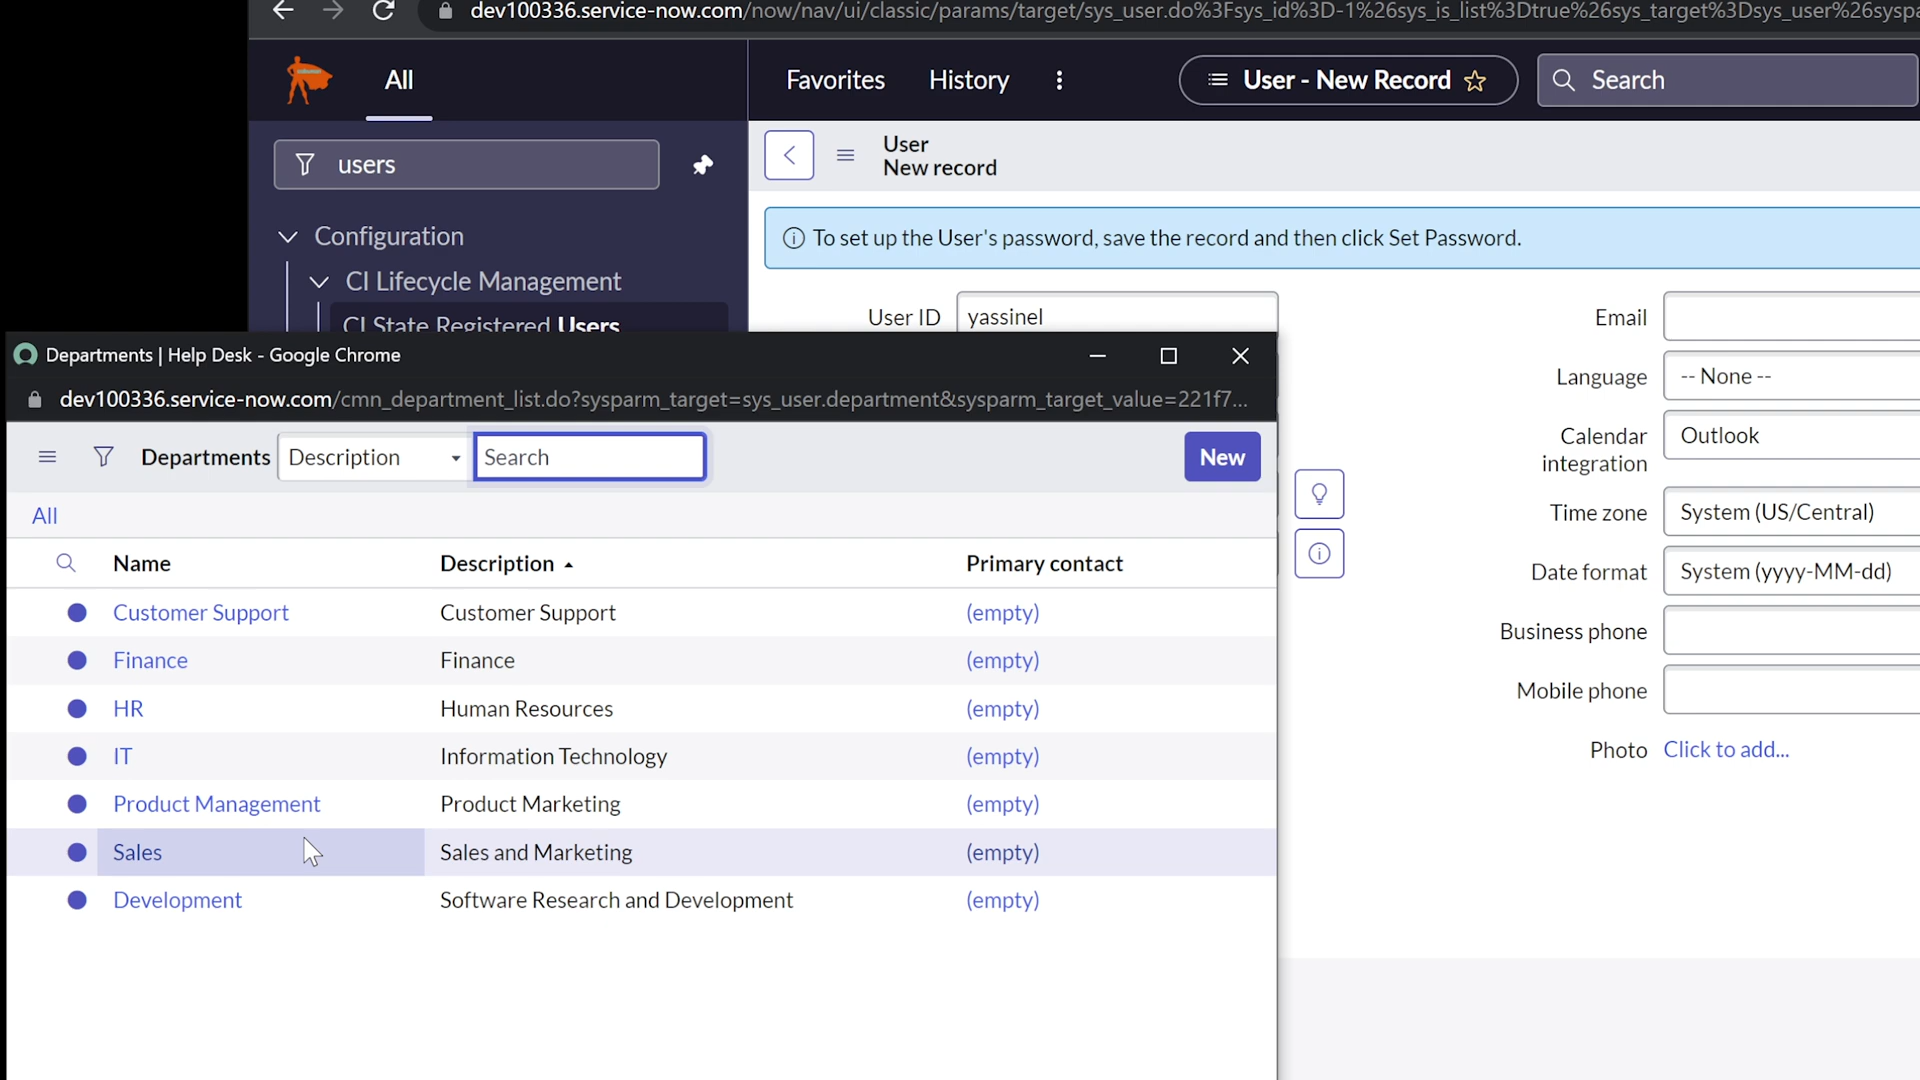 dev100336.service-now.com/now/nav/ui/classic/params/target/sys_user.do%3Fsys_id%3D-1%26sys_is_list%3Dtrue%26sys_target%3Dsys_user%26sysp
All
Favorites
History
User - New Record
Search
users
User
New record
Configuration
To set up the User's password, save the record and then click Set Password.
CI Lifecycle Management
CI State Registered Users
User ID
yassinel
Email
Language
-- None --
Calendar integration
Outlook
Time zone
System (US/Central)
Date format
System (yyyy-MM-dd)
Business phone
Mobile phone
Photo
Click to add...
Departments | Help Desk - Google Chrome
dev100336.service-now.com/cmn_department_list.do?sysparm_target=sys_user.department&sysparm_target_value=221f7...
Departments
Description
Search
New
All
Name Description Primary contact
Customer Support Customer Support (empty)
Finance Finance (empty)
HR Human Resources (empty)
IT Information Technology (empty)
Product Management Product Marketing (empty)
Sales Sales and Marketing (empty)
Development Software Research and Development (empty)